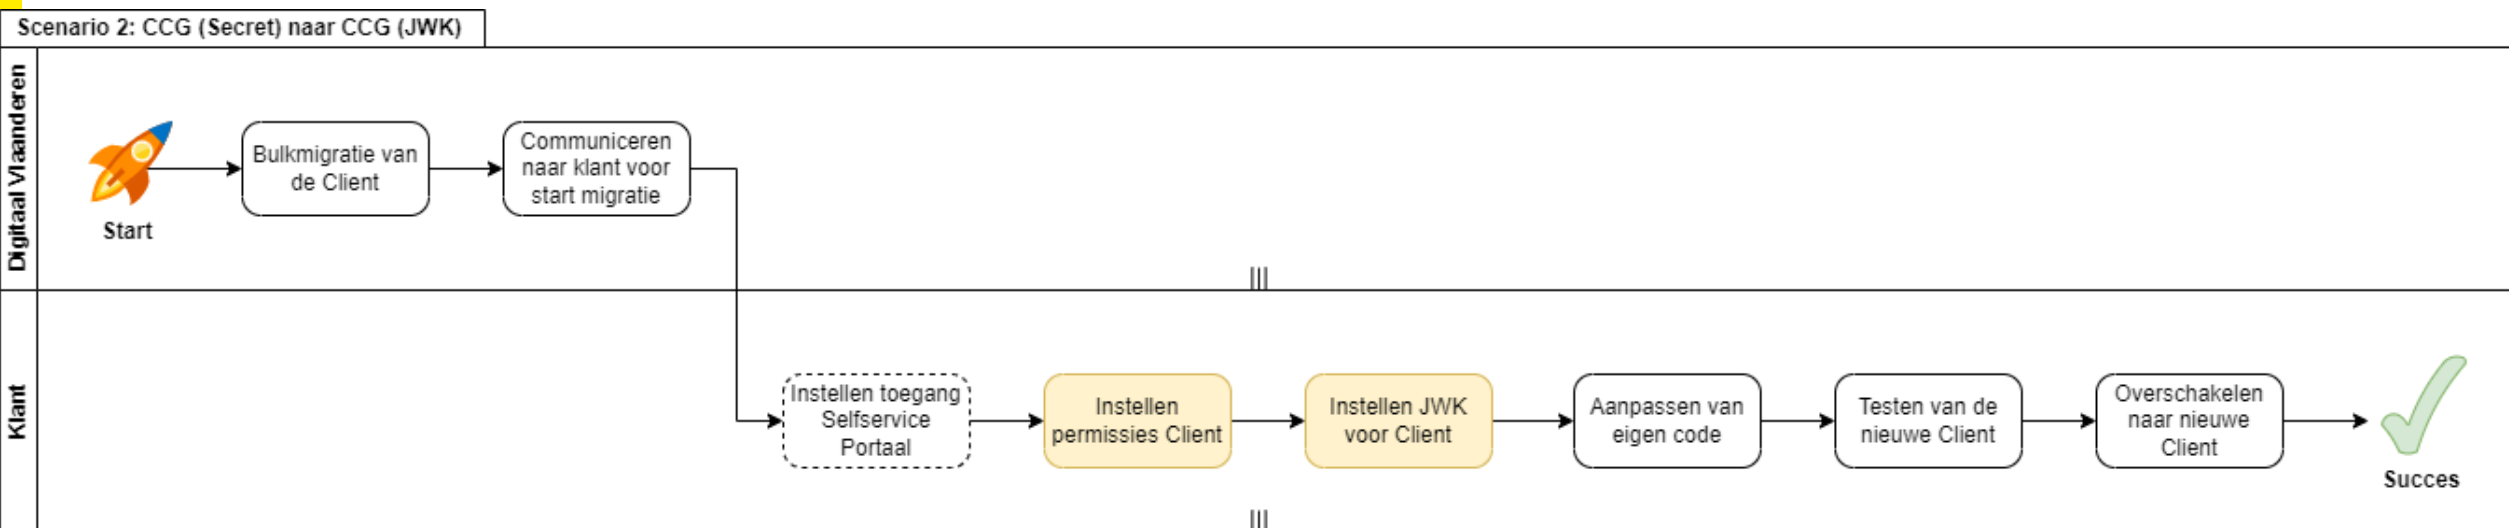 Scenario 2: CCG (Secret) naar CCG (JWK)
Digitaal Vlaanderen
Start
Bulkmigratie van
de Client
Communiceren
naar klant voor
start migratie
Klant
Instellen toegang
Selfservice
Portaal
Instellen
permissies Client
Instellen JWK
voor Client
Aanpassen van
eigen code
Testen van de
nieuwe Client
Overschakelen
naar nieuwe
Client
Succes